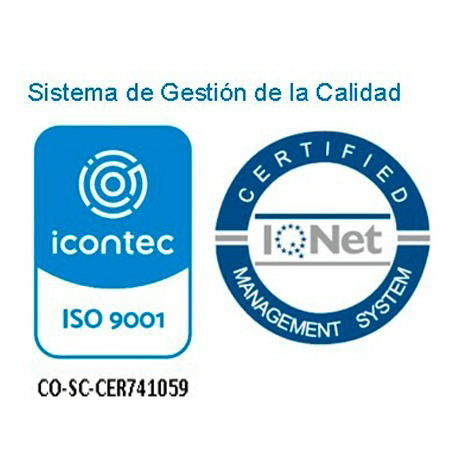 Sistema de Gestión de la Calidad
icontec
ISO 9001
CO-SC-CER741059
CERTIFIED
IQNet
MANAGEMENT SYSTEM